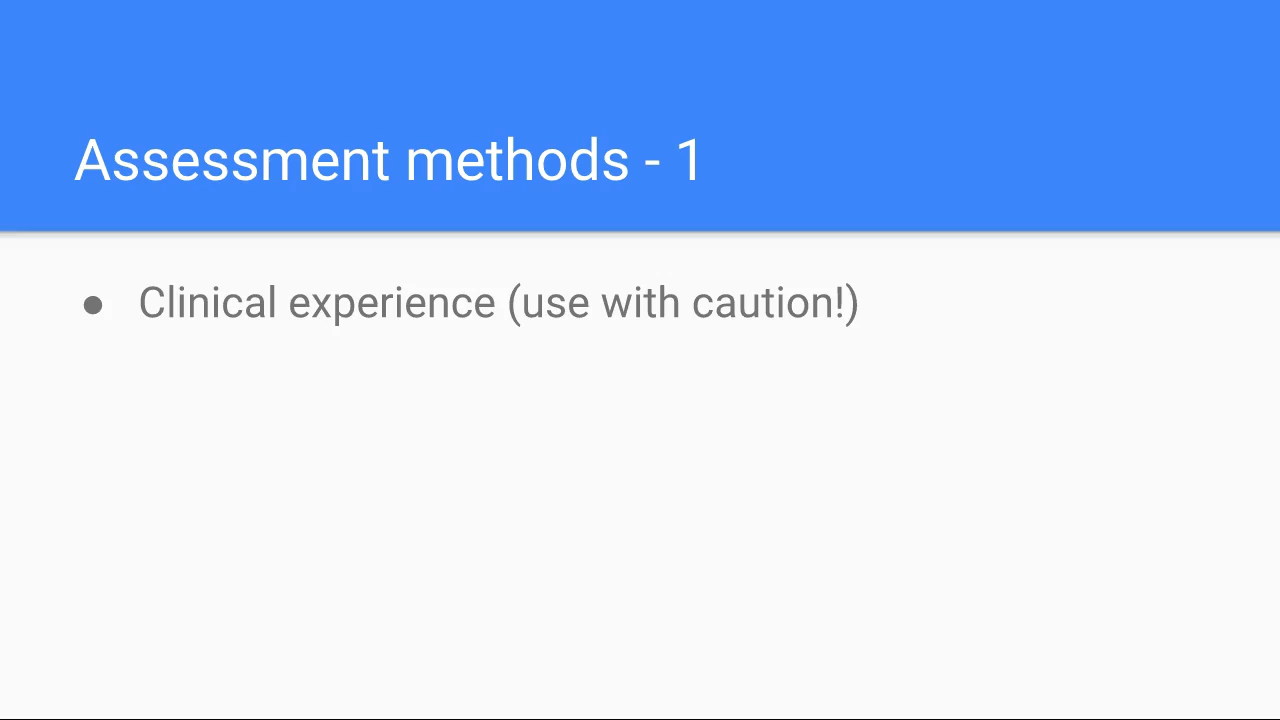 Assessment methods - 1
● Clinical experience (use with caution!)